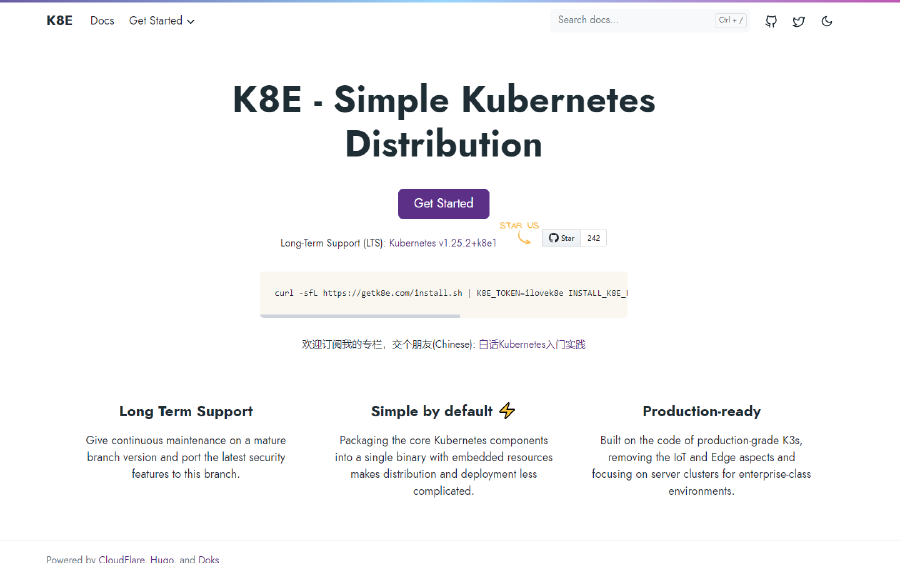 K8E Docs Get Started Search docs... Ctrl + /
K8E - Simple Kubernetes
Distribution
Get Started
STAR US
Long-Term Support (LTS): Kubernetes v1.25.2+k8e1 Star 242
curl -sfL https://getk8e.com/install.sh | K8E_TOKEN=ilovek8e INSTALL_K8E_
欢迎订阅我的专栏，交个朋友(Chinese): 白话Kubernetes入门实践
Long Term Support
Give continuous maintenance on a mature
branch version and port the latest security
features to this branch.
Simple by default ⚡
Packaging the core Kubernetes components
into a single binary with embedded resources
makes distribution and deployment less
complicated.
Production-ready
Built on the code of production-grade K3s,
removing the IoT and Edge aspects and
focusing on server clusters for enterprise-class
environments.
Powered by CloudFlare, Hugo, and Doks